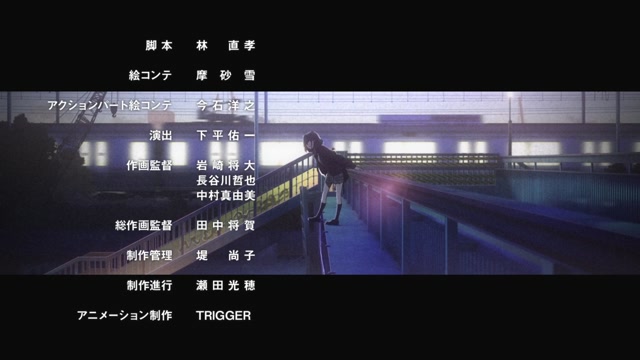 脚本 林 直孝
絵コンテ 摩砂雪
アクションパート絵コンテ 今石洋之
演出 下平佑一
作画監督 岩崎将大
長谷川哲也
中村真由美
総作画監督 田中将賀
制作管理 堤 尚子
制作進行 瀬田光穂
アニメーション制作 TRIGGER